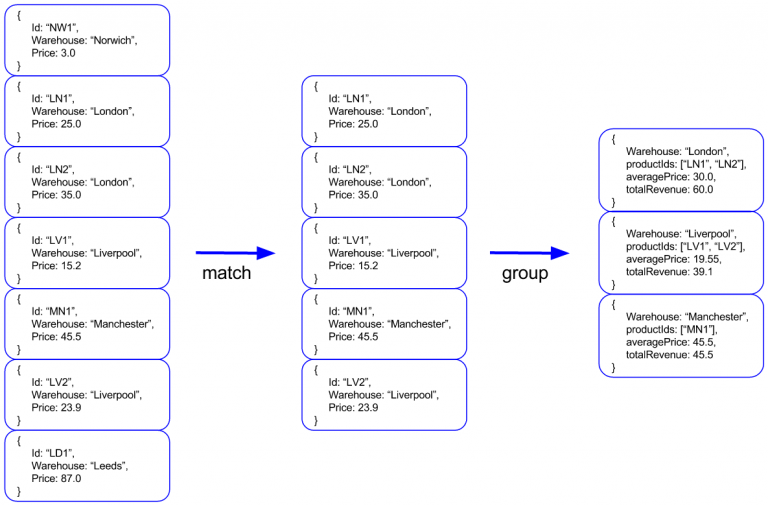 {
Id: “NW1”,
Warehouse: “Norwich”,
Price: 3.0
}
{
Id: “LN1”,
Warehouse: “London”,
Price: 25.0
}
{
Id: “LN2”,
Warehouse: “London”,
Price: 35.0
}
{
Id: “LV1”,
Warehouse: “Liverpool”,
Price: 15.2
}
{
Id: “MN1”,
Warehouse: “Manchester”,
Price: 45.5
}
{
Id: “LV2”,
Warehouse: “Liverpool”,
Price: 23.9
}
{
Id: “LD1”,
Warehouse: “Leeds”,
Price: 87.0
}
match
{
Id: “LN1”,
Warehouse: “London”,
Price: 25.0
}
{
Id: “LN2”,
Warehouse: “London”,
Price: 35.0
}
{
Id: “LV1”,
Warehouse: “Liverpool”,
Price: 15.2
}
{
Id: “MN1”,
Warehouse: “Manchester”,
Price: 45.5
}
{
Id: “LV2”,
Warehouse: “Liverpool”,
Price: 23.9
}
group
{
Warehouse: “London”,
productIds: [“LN1”, “LN2”],
averagePrice: 30.0,
totalRevenue: 60.0
}
{
Warehouse: “Liverpool”,
productIds: [“LV1”, “LV2”],
averagePrice: 19.55,
totalRevenue: 39.1
}
{
Warehouse: “Manchester”,
productIds: [“MN1”],
averagePrice: 45.5,
totalRevenue: 45.5
}